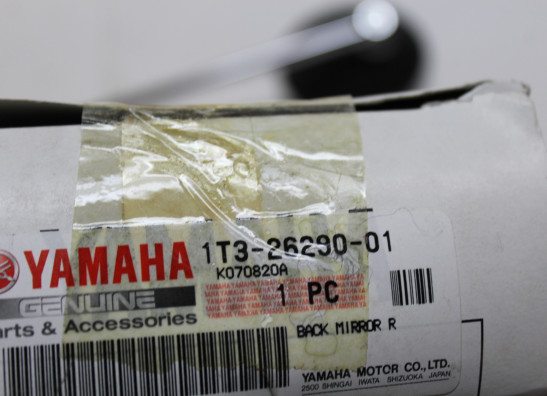 YAMAHA 1T3-26290-01
K070820A
GENUINE 1 PC
arts & Accessories
BACK MIRROR R
YAMAHA MOTOR CO.,LTD.
2500 SHINGAI IWATA SHIZUOKA JAPAN